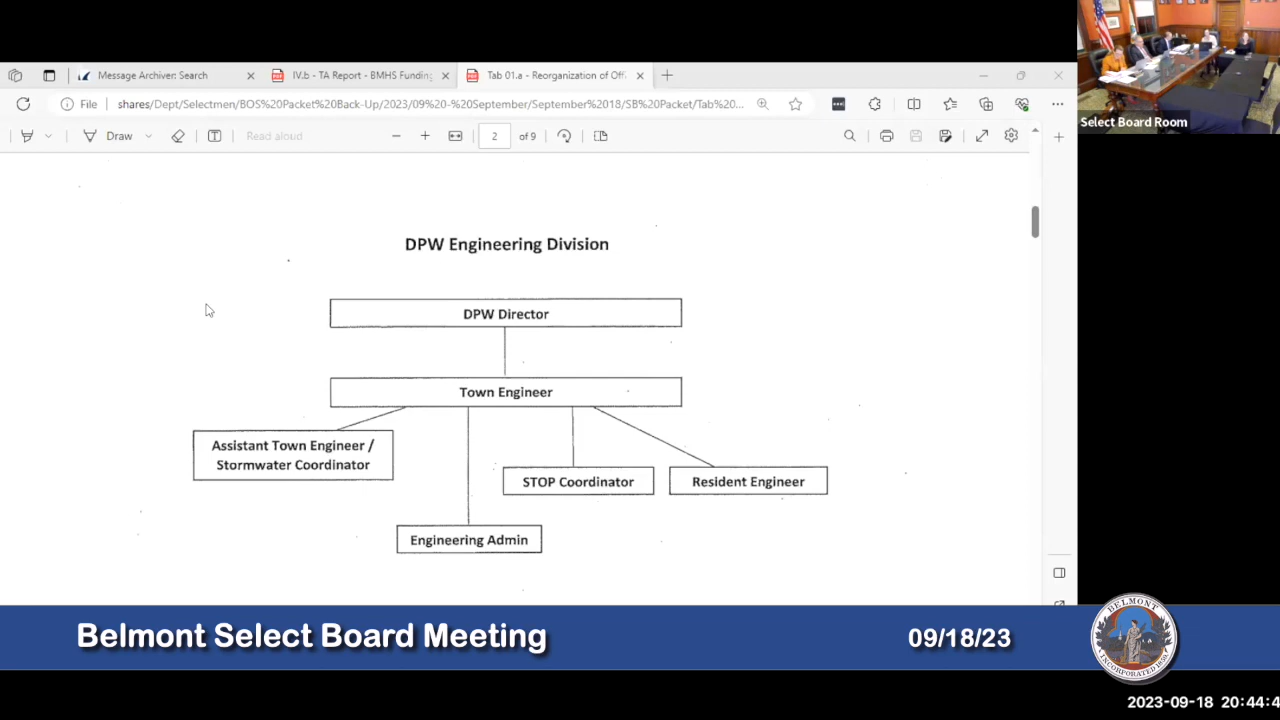 Message Archiver: Search
IV.b - TA Report - BMHS Funding
Tab 01.a - Reorganization of Off
File
shares/Dept/Selectmen/BOS%20Packet%20Back-Up/2023/09%20-%20September/September%2018/SB%20Packet/Tab%20...
Draw
Read aloud
2
of 9
Select Board Room
DPW Engineering Division
DPW Director
Town Engineer
Assistant Town Engineer /
Stormwater Coordinator
STOP Coordinator
Resident Engineer
Engineering Admin
Belmont Select Board Meeting
09/18/23
BELMONT
INCORPORATED 1859
2023-09-18 20:44:4